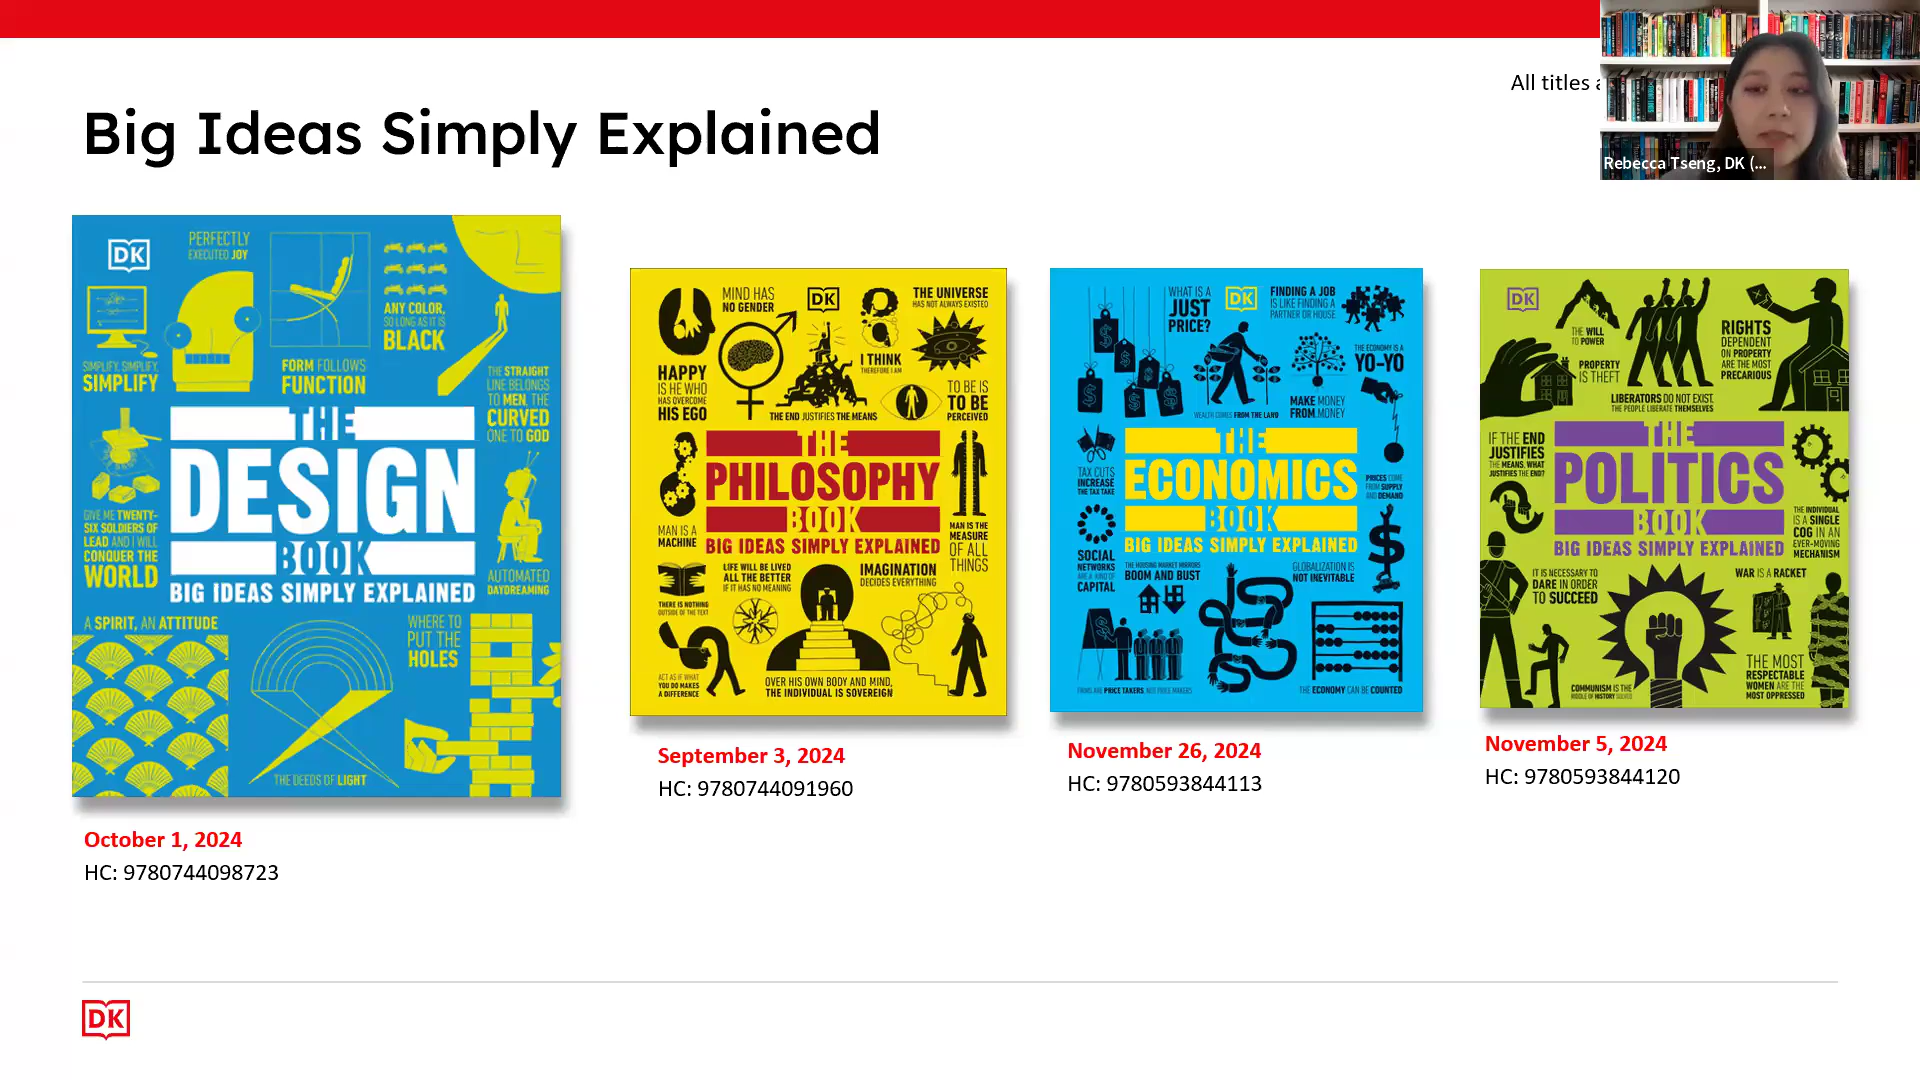 All titles
Rebecca Tseng, DK (...
Big Ideas Simply Explained
DK
PERFECTLY
EXECUTED JOY
ANY COLOR,
SO LONG AS IT IS
BLACK
SIMPLIFY, SIMPLIFY,
SIMPLIFY
FORM FOLLOWS
FUNCTION
THE STRAIGHT
LINE BELONGS
TO MEN, THE
CURVED
ONE TO GOD
THE
DESIGN
BOOK
BIG IDEAS SIMPLY EXPLAINED
GIVE ME TWENTY-
SIX SOLDIERS OF
LEAD AND I WILL
CONQUER THE
WORLD
AUTOMATED
DAYDREAMING
A SPIRIT, AN ATTITUDE
WHERE TO
PUT THE
HOLES
THE DEEDS OF LIGHT
October 1, 2024
HC: 9780744098723
MIND HAS
NO GENDER
DK
THE UNIVERSE
HAS NOT ALWAYS EXISTED
I THINK
THEREFORE I AM
HAPPY
IS HE WHO
HAS OVERCOME
HIS EGO
THE END JUSTIFIES THE MEANS
TO BE IS
TO BE
PERCEIVED
THE
PHILOSOPHY
BOOK
BIG IDEAS SIMPLY EXPLAINED
MAN IS A
MACHINE
MAN IS THE
MEASURE
OF ALL
THINGS
LIFE WILL BE LIVED
ALL THE BETTER
IF IT HAS NO MEANING
IMAGINATION
DECIDES EVERYTHING
THERE IS NOTHING
OUTSIDE OF THE TEXT
ACT AS IF WHAT
YOU DO MAKES
A DIFFERENCE
OVER HIS OWN BODY AND MIND,
THE INDIVIDUAL IS SOVEREIGN
September 3, 2024
HC: 9780744091960
WHAT IS A
JUST
PRICE?
DK
FINDING A JOB
IS LIKE FINDING A
PARTNER OR HOUSE
THE ECONOMY IS A
YO-YO
WEALTH COMES FROM THE LAND
MAKE MONEY
FROM MONEY
THE
ECONOMICS
BOOK
BIG IDEAS SIMPLY EXPLAINED
TAX CUTS
INCREASE
THE TAX TAKE
PRICES COME
FROM SUPPLY
AND DEMAND
SOCIAL
NETWORKS
ARE A KIND OF
CAPITAL
THE HOUSING MARKET MIRRORS
BOOM AND BUST
GLOBALIZATION IS
NOT INEVITABLE
FIRMS ARE PRICE TAKERS, NOT PRICE MAKERS
THE ECONOMY CAN BE COUNTED
November 26, 2024
HC: 9780593844113
DK
THE WILL
TO POWER
PROPERTY
IS THEFT
RIGHTS
DEPENDENT
ON PROPERTY
ARE THE MOST
PRECARIOUS
LIBERATORS DO NOT EXIST.
THE PEOPLE LIBERATE THEMSELVES
IF THE END
JUSTIFIES
THE MEANS, WHAT
JUSTIFIES THE END?
THE
POLITICS
BOOK
BIG IDEAS SIMPLY EXPLAINED
THE INDIVIDUAL
IS A SINGLE
COG IN AN
EVER-MOVING
MECHANISM
IT IS NECESSARY TO
DARE IN ORDER
TO SUCCEED
WAR IS A RACKET
COMMUNISM IS THE
RIDDLE OF HISTORY SOLVED
THE MOST
RESPECTABLE
WOMEN ARE THE
MOST OPPRESSED
November 5, 2024
HC: 9780593844120
DK